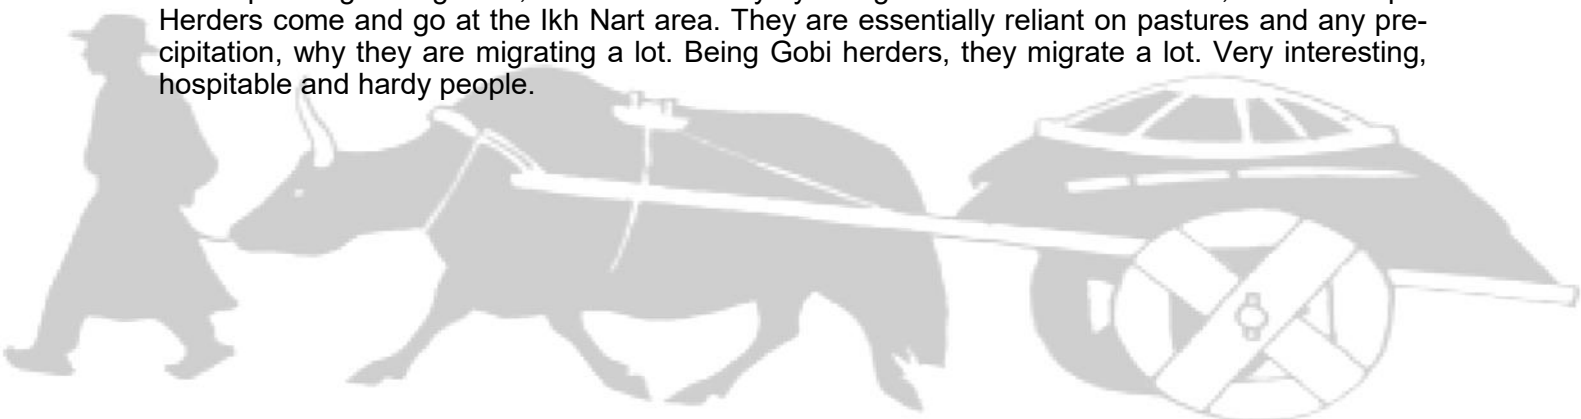 Herders come and go at the Ikh Nart area. They are essentially reliant on pastures and any pre-
cipitation, why they are migrating a lot. Being Gobi herders, they migrate a lot. Very interesting,
hospitable and hardy people.